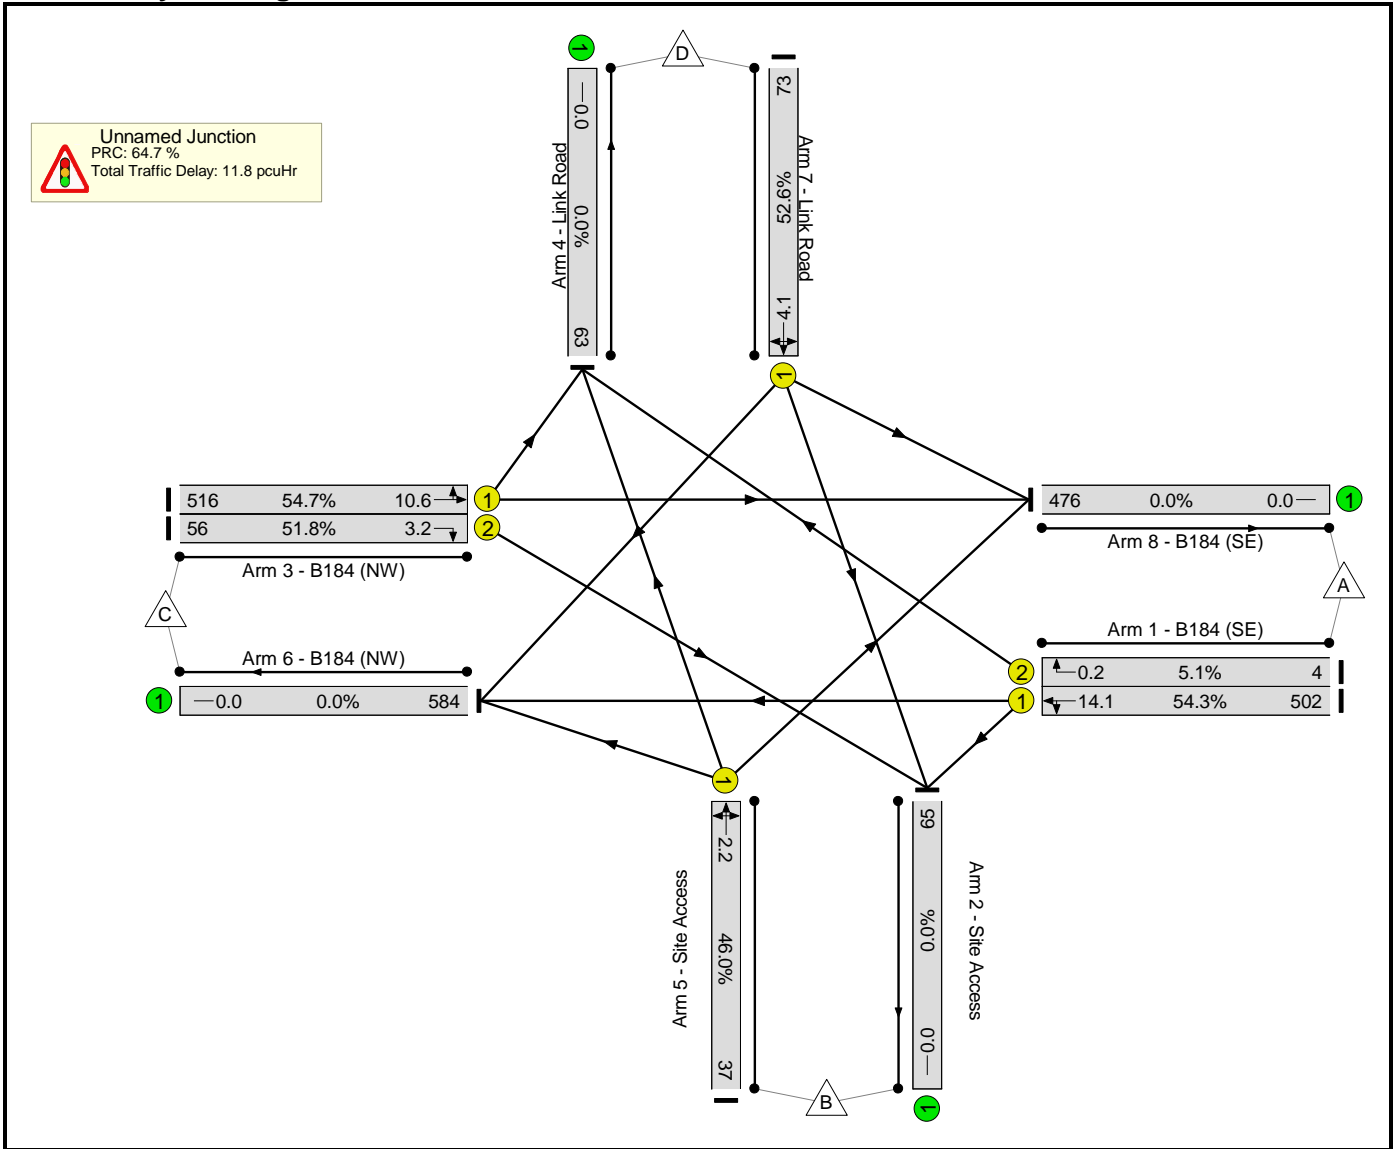 Unnamed Junction
PRC: 64.7 %
Total Traffic Delay: 11.8 pcuHr
1
D
0.0
0.0%
63
Arm 4 - Link Road
73
52.6%
4.1
Arm 7 - Link Road
1
516 54.7% 10.6
1
56 51.8% 3.2
2
Arm 3 - B184 (NW)
C
Arm 6 - B184 (NW)
1
0.0 0.0% 584
476 0.0% 0.0
1
Arm 8 - B184 (SE)
A
Arm 1 - B184 (SE)
2
0.2 5.1% 4
1
14.1 54.3% 502
1
2.2
46.0%
37
Arm 5 - Site Access
65
0.0%
0.0
Arm 2 - Site Access
B
1